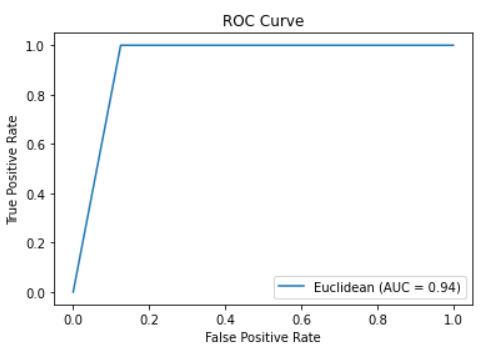 ROC Curve
True Positive Rate
1.0
0.8
0.6
0.4
0.2
0.0
Euclidean (AUC = 0.94)
0.0 0.2 0.4 0.6 0.8 1.0
False Positive Rate